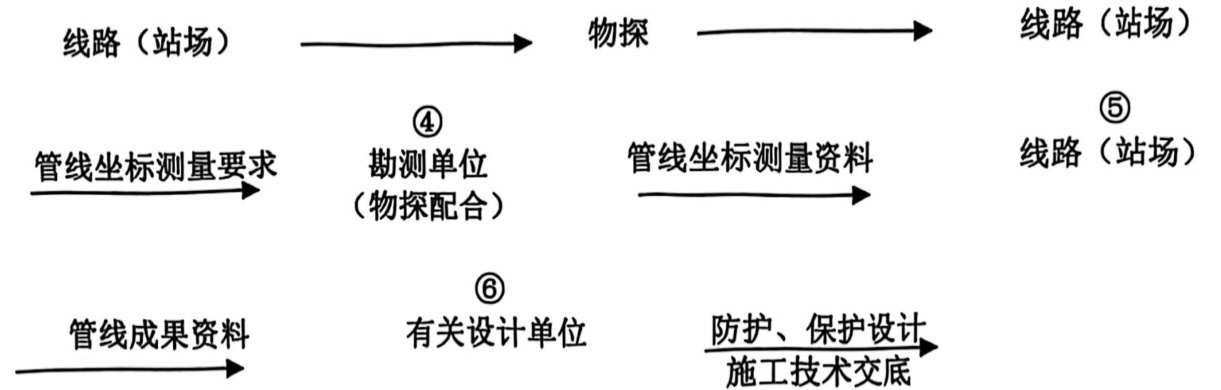 线路（站场）
物探
线路（站场）
④
⑤
管线坐标测量要求
勘测单位
（物探配合）
管线坐标测量资料
线路（站场）
⑥
管线成果资料
有关设计单位
防护、保护设计
施工技术交底